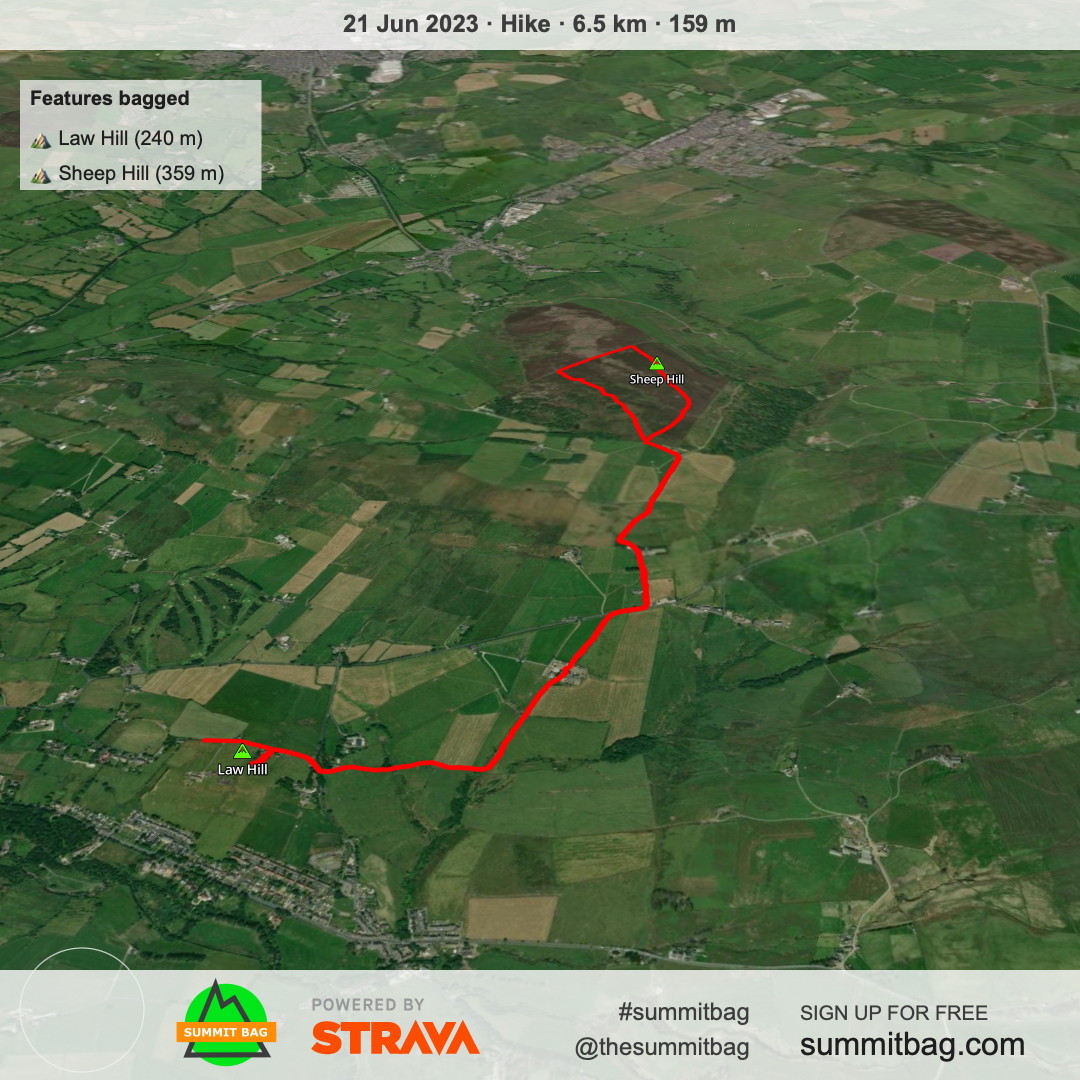 21 Jun 2023 · Hike · 6.5 km · 159 m
Features bagged
Law Hill (240 m)
Sheep Hill (359 m)
Sheep Hill
Law Hill
SUMMIT BAG
POWERED BY
STRAVA
#summitbag
@thesummitbag
SIGN UP FOR FREE
summitbag.com